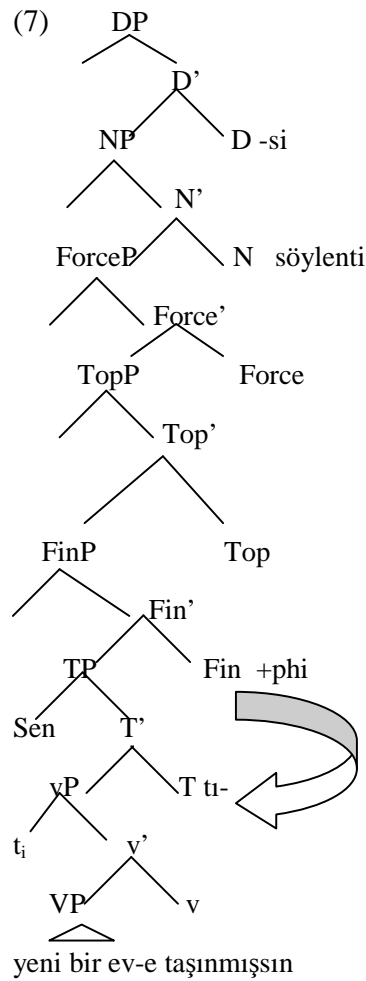 (7) DP
D’
NP D -si
N’
ForceP N söylenti
Force’
TopP Force
Top’
FinP Top
Fin’
TP Fin +phi
Sen T’
vP T tı-
ti v’
VP v
yeni bir ev-e taşınmışsın